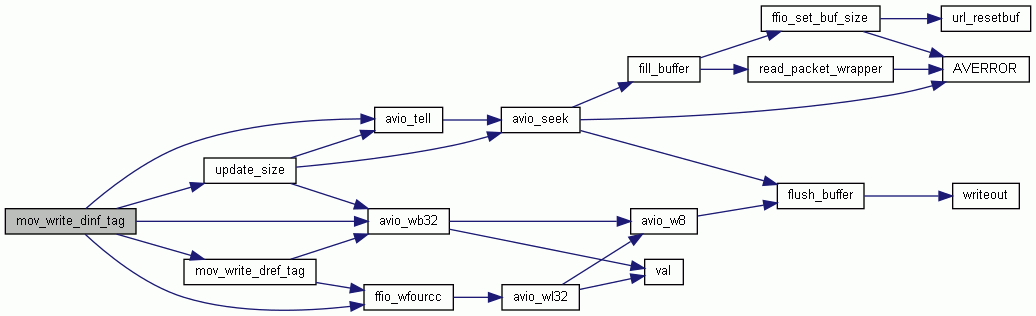 ffio_set_buf_size
url_resetbuf
fill_buffer
read_packet_wrapper
AVERROR
avio_tell
avio_seek
update_size
flush_buffer
writeout
mov_write_dinf_tag
avio_wb32
avio_w8
mov_write_dref_tag
val
ffio_wfourcc
avio_wl32